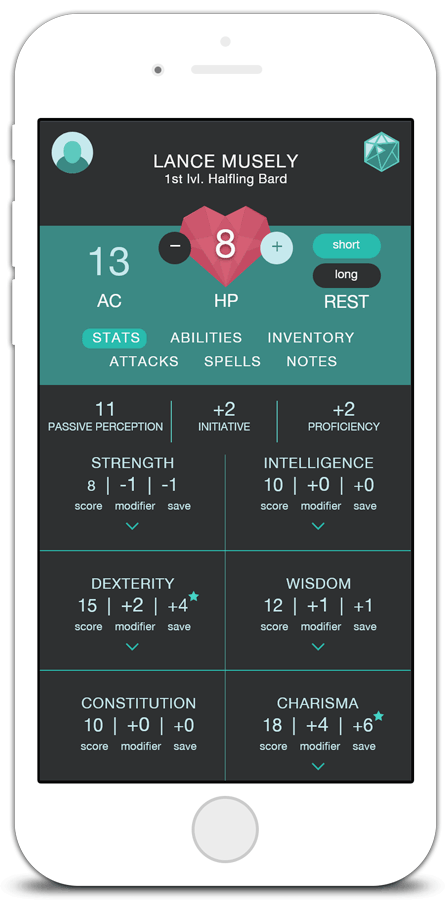 LANCE MUSELY
1st lvl. Halfling Bard
13
AC
− 8 +
HP
short
long
REST
STATS ABILITIES INVENTORY
ATTACKS SPELLS NOTES
11 +2 +2
PASSIVE PERCEPTION INITIATIVE PROFICIENCY
STRENGTH
8 | -1 | -1
score modifier save
INTELLIGENCE
10 | +0 | +0
score modifier save
DEXTERITY
15 | +2 | +4
score modifier save
WISDOM
12 | +1 | +1
score modifier save
CONSTITUTION
10 | +0 | +0
score modifier save
CHARISMA
18 | +4 | +6
score modifier save